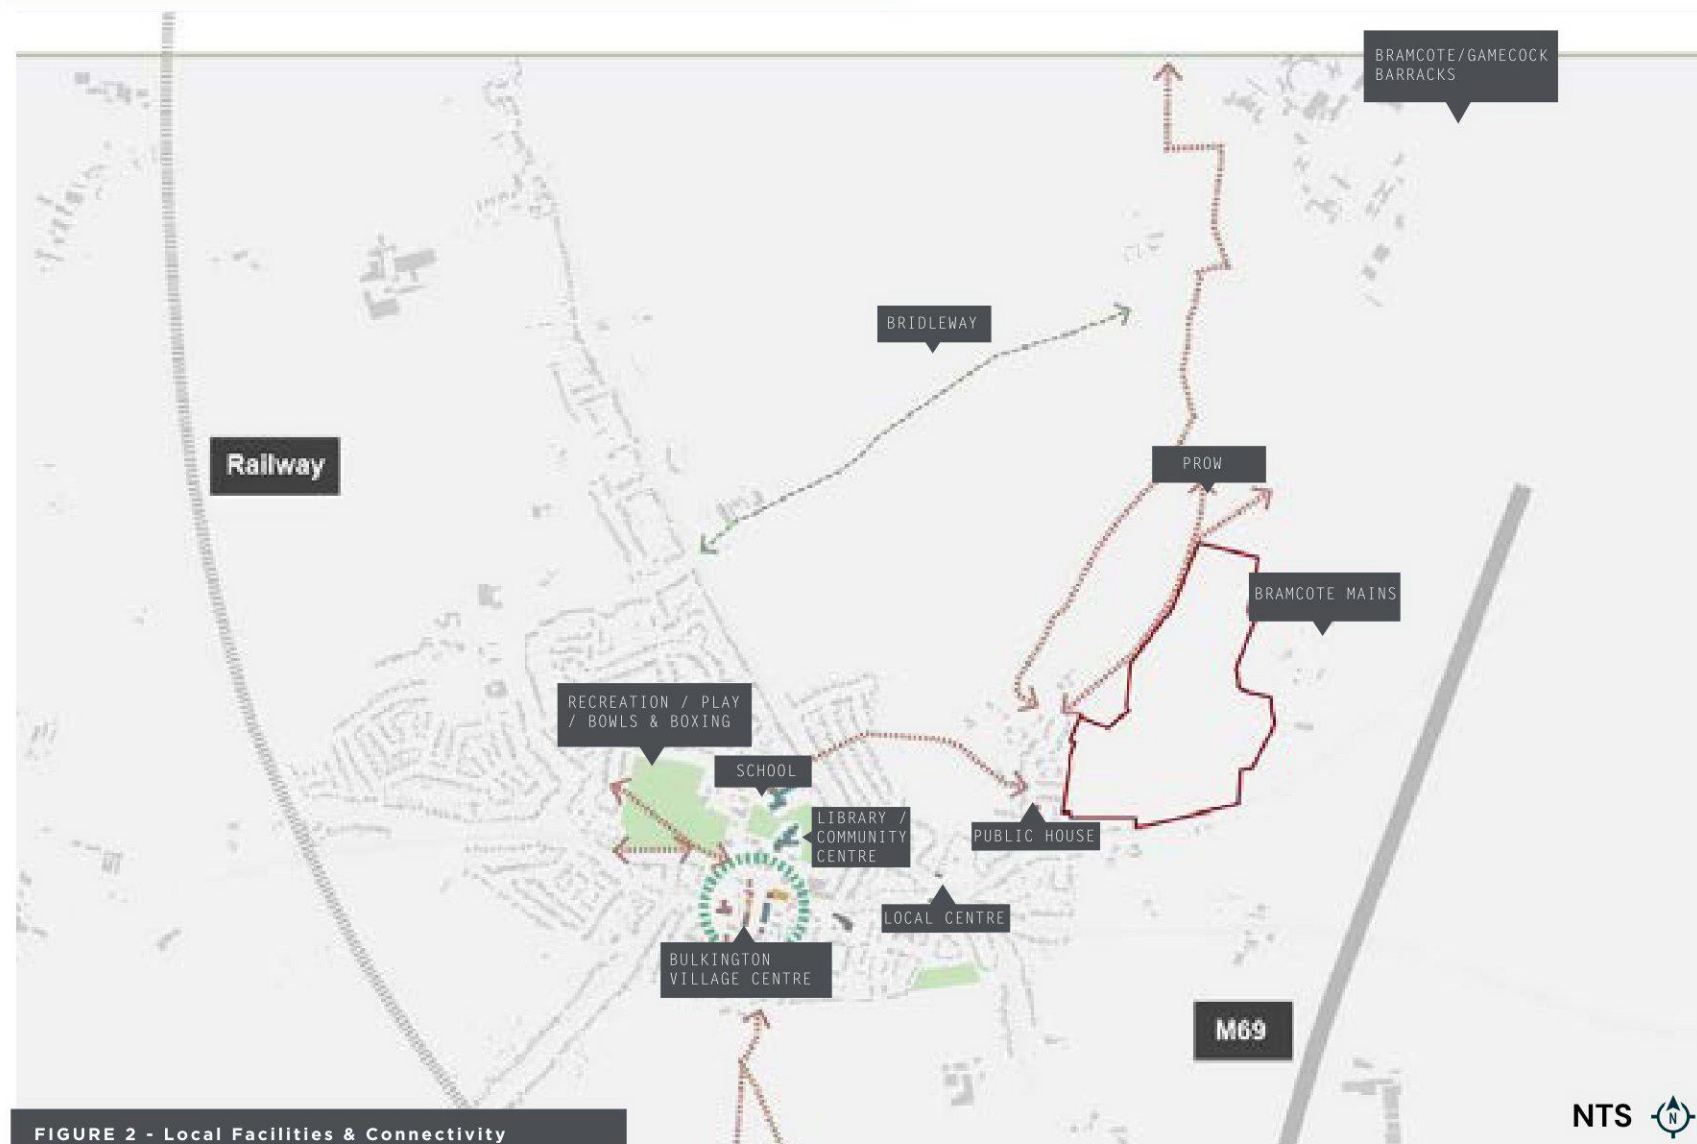 BRAMCOTE/GAMECOCK
BARRACKS
BRIDLEWAY
Railway
PROW
BRAMCOTE MAINS
RECREATION / PLAY
/ BOWLS & BOXING
SCHOOL
LIBRARY /
COMMUNITY
CENTRE
PUBLIC HOUSE
LOCAL CENTRE
BULKINGTON
VILLAGE CENTRE
M69
NTS
N
FIGURE 2 - Local Facilities & Connectivity